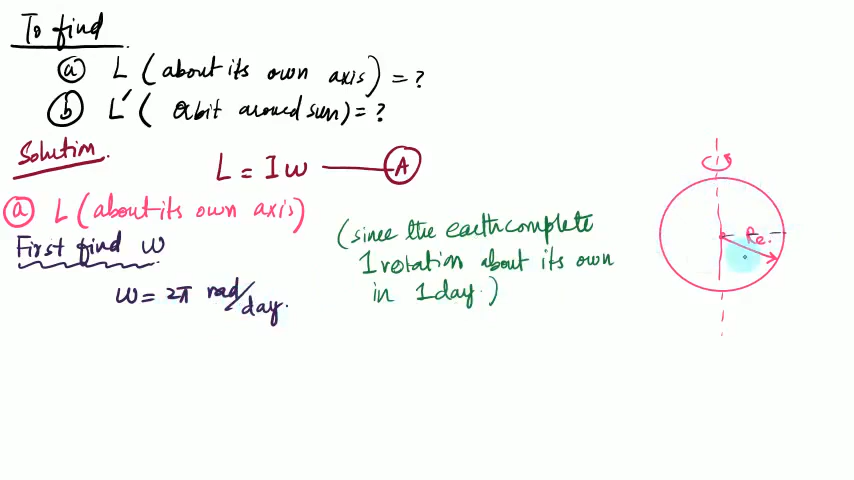 To find
(a) L (about its own axis) = ?
(b) L' (Orbit around sun) = ?
Solution.
L = Iω — (A)
(a) L (about its own axis)
First find ω
ω = 2π rad/day.
(since the earth complete
1 rotation about its own
in 1 day.)
Re.